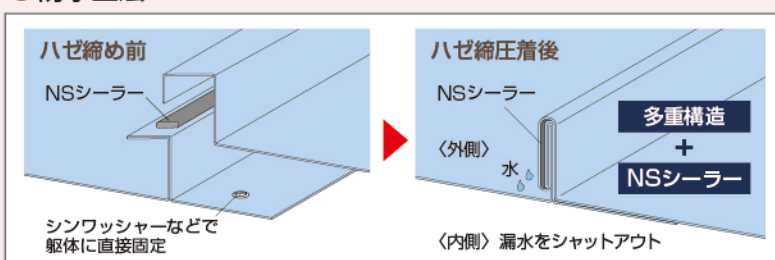 ハゼ締め前
NSシーラー
シンワッシャーなどで
躯体に直接固定
ハゼ締圧着後
NSシーラー
〈外側〉
水
多重構造
+
NSシーラー
〈内側〉漏水をシャットアウト